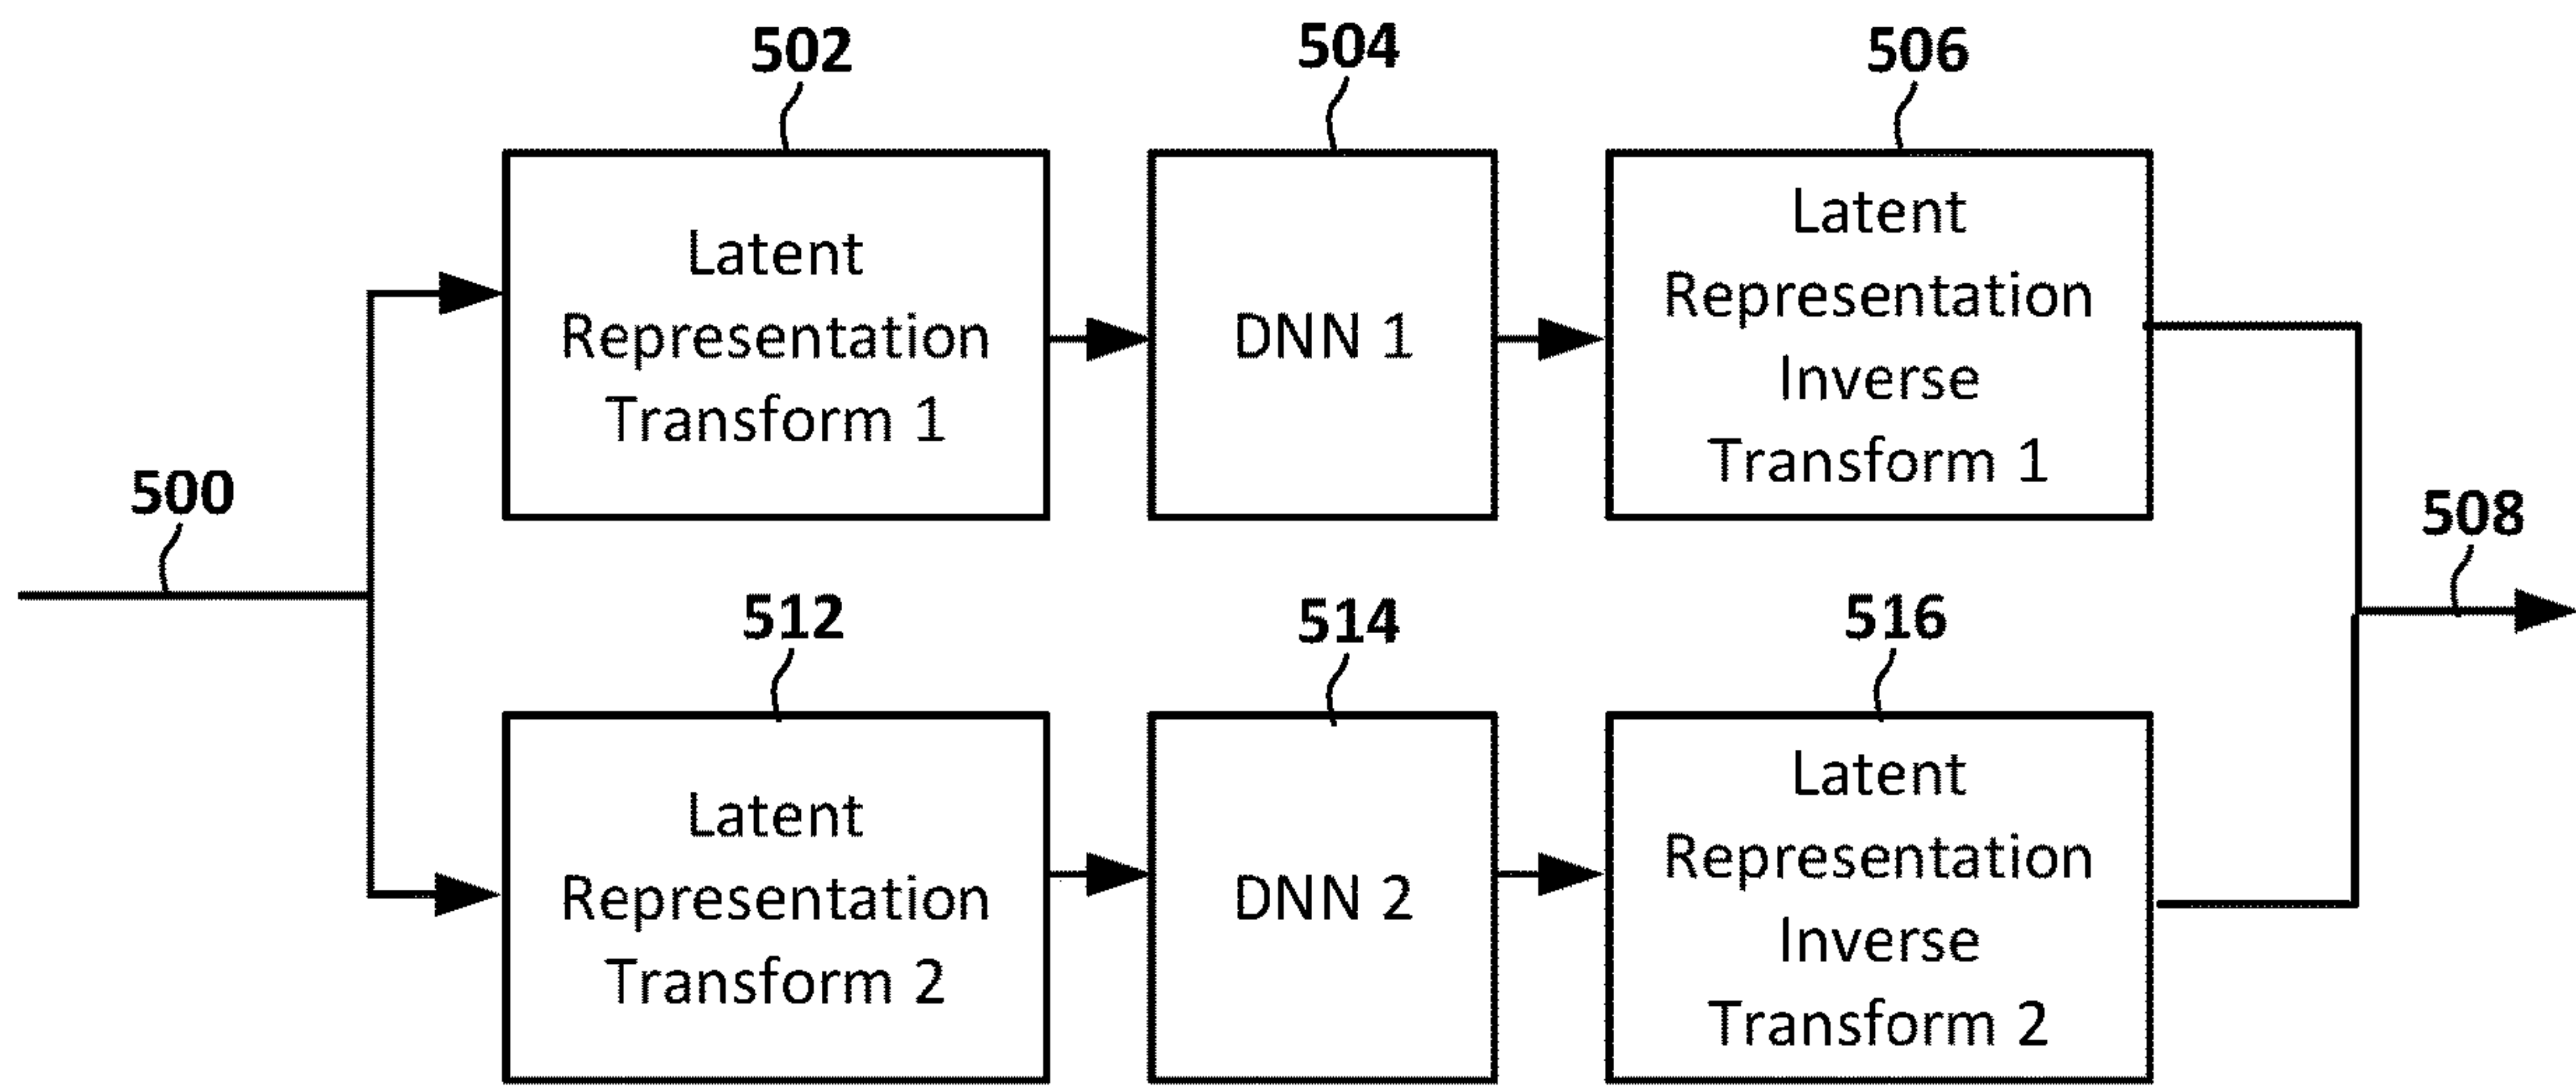 502
504
506
Latent
Representation
Transform 1
DNN 1
Latent
Representation
Inverse
Transform 1
500
508
512
514
516
Latent
Representation
Transform 2
DNN 2
Latent
Representation
Inverse
Transform 2